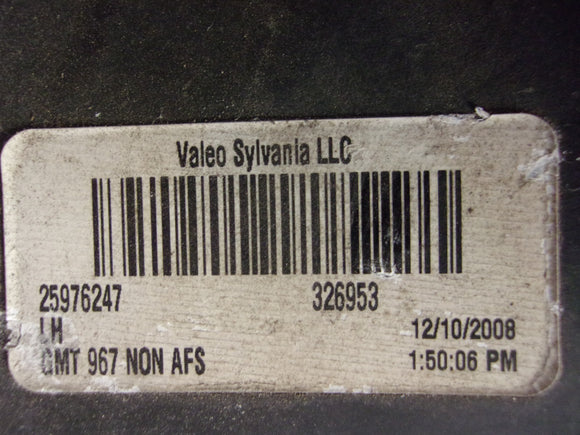 Valeo Sylvania LLC
25976247 326953
LH 12/10/2008
GMT 967 NON AFS 1:50:06 PM